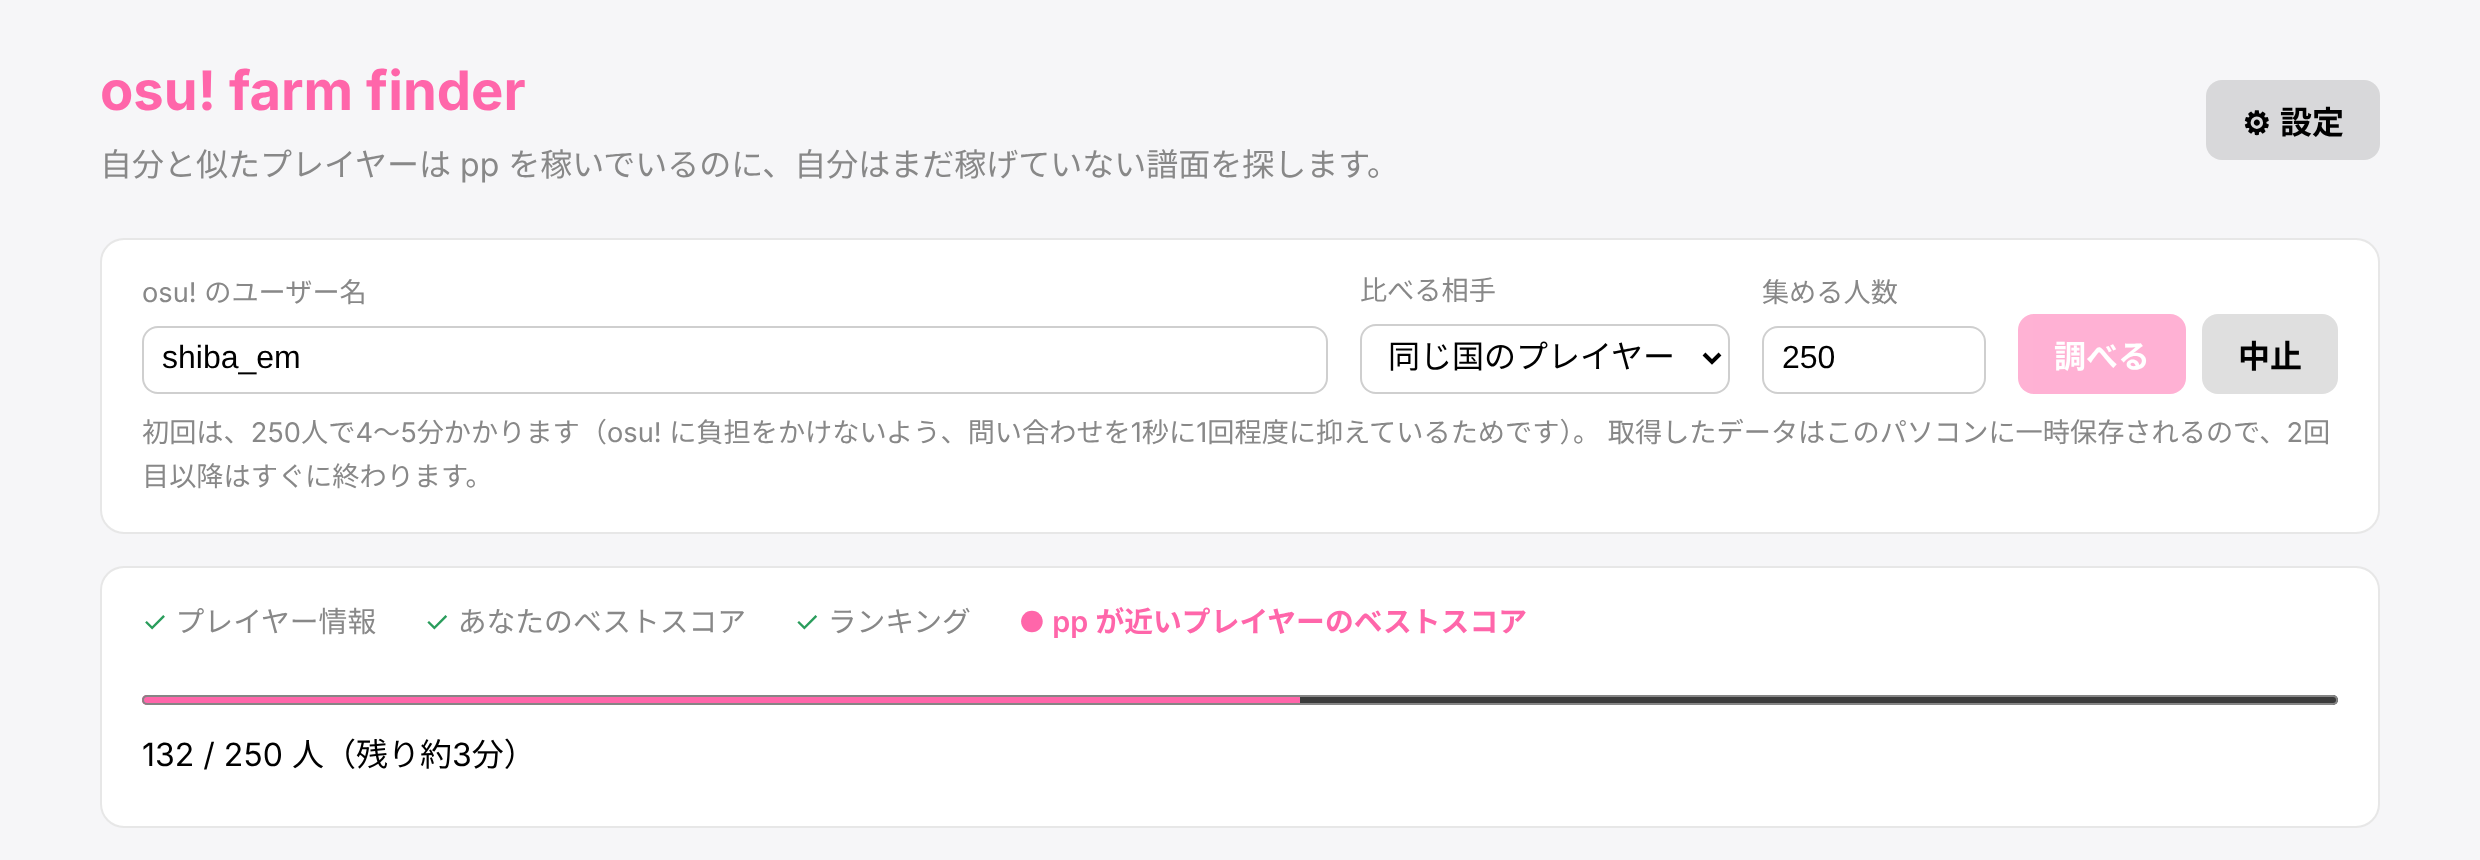 osu! farm finder
自分と似たプレイヤーは pp を稼いでいるのに、自分はまだ稼げていない譜面を探します。
⚙ 設定
osu! のユーザー名
比べる相手
集める人数
shiba_em
同じ国のプレイヤー
250
調べる
中止
初回は、250人で4〜5分かかります（osu! に負担をかけないよう、問い合わせを1秒に1回程度に抑えているためです）。 取得したデータはこのパソコンに一時保存されるので、2回
目以降はすぐに終わります。
✓ プレイヤー情報 ✓ あなたのベストスコア ✓ ランキング ● pp が近いプレイヤーのベストスコア
132 / 250 人（残り約3分）